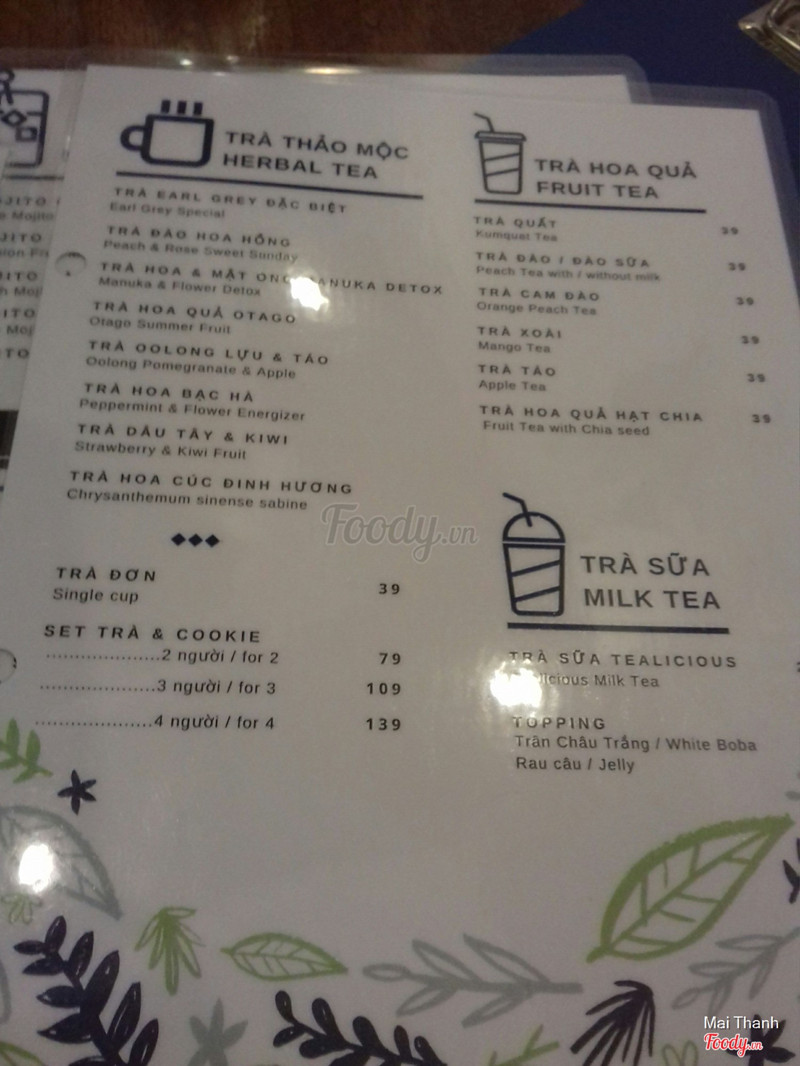 TRÀ THẢO MỘC
HERBAL TEA
TRÀ EARL GREY ĐẶC BIỆT
Earl Grey Special
TRÀ ĐÀO HOA HỒNG
Peach & Rose Sweet Sunday
TRÀ HOA & MẬT ONG MANUKA DETOX
Manuka & Flower Detox
TRÀ HOA QUẢ OTAGO
Otago Summer Fruit
TRÀ OOLONG LỰU & TÁO
Oolong Pomegranate & Apple
TRÀ HOA BẠC HÀ
Peppermint & Flower Energizer
TRÀ DÂU TÂY & KIWI
Strawberry & Kiwi Fruit
TRÀ HOA CÚC ĐINH HƯƠNG
Chrysanthemum sinense sabine
TRÀ ĐƠN 39
Single cup
SET TRÀ & COOKIE
....................2 người / for 2 79
....................3 người / for 3 109
....................4 người / for 4 139
TRÀ HOA QUẢ
FRUIT TEA
TRÀ QUẤT 39
Kumquet Tea
TRÀ ĐÀO / ĐÀO SỮA 39
Peach Tea with / without milk
TRÀ CAM ĐÀO 39
Orange Peach Tea
TRÀ XOÀI 39
Mango Tea
TRÀ TÁO 39
Apple Tea
TRÀ HOA QUẢ HẠT CHIA 39
Fruit Tea with Chia seed
TRÀ SỮA
MILK TEA
TRÀ SỮA TEALICIOUS
Milk Tea
TOPPING
Trân Châu Trắng / White Boba
Rau câu / Jelly
Foody.vn
Mai Thanh
Foody.vn